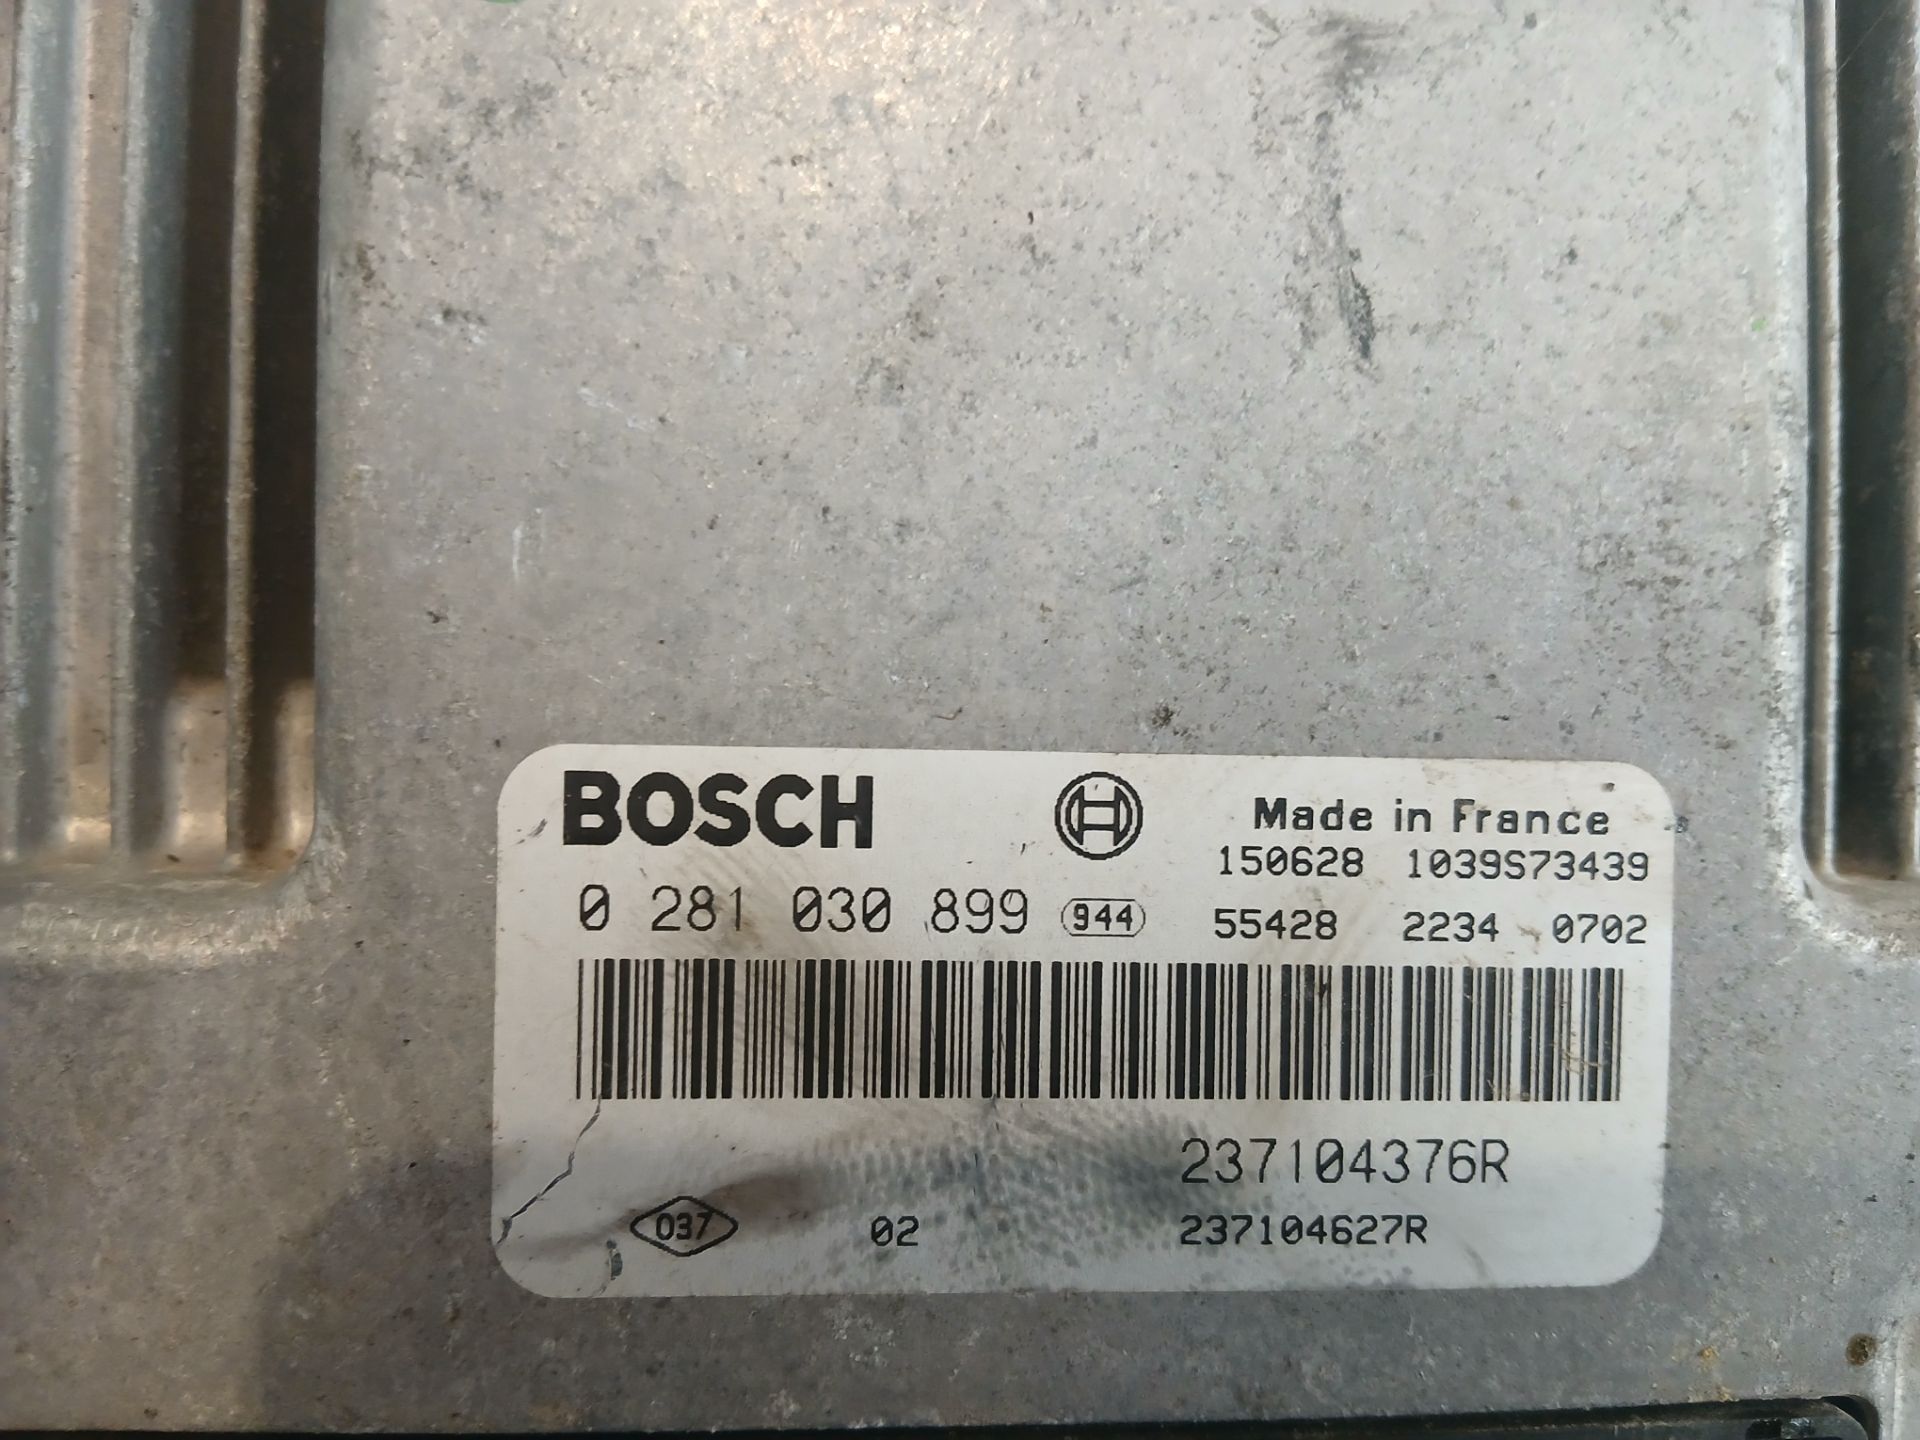 BOSCH
Made in France
150628 1039S73439
0 281 030 899 944 55428 2234 0702
237104376R
037 02 237104627R